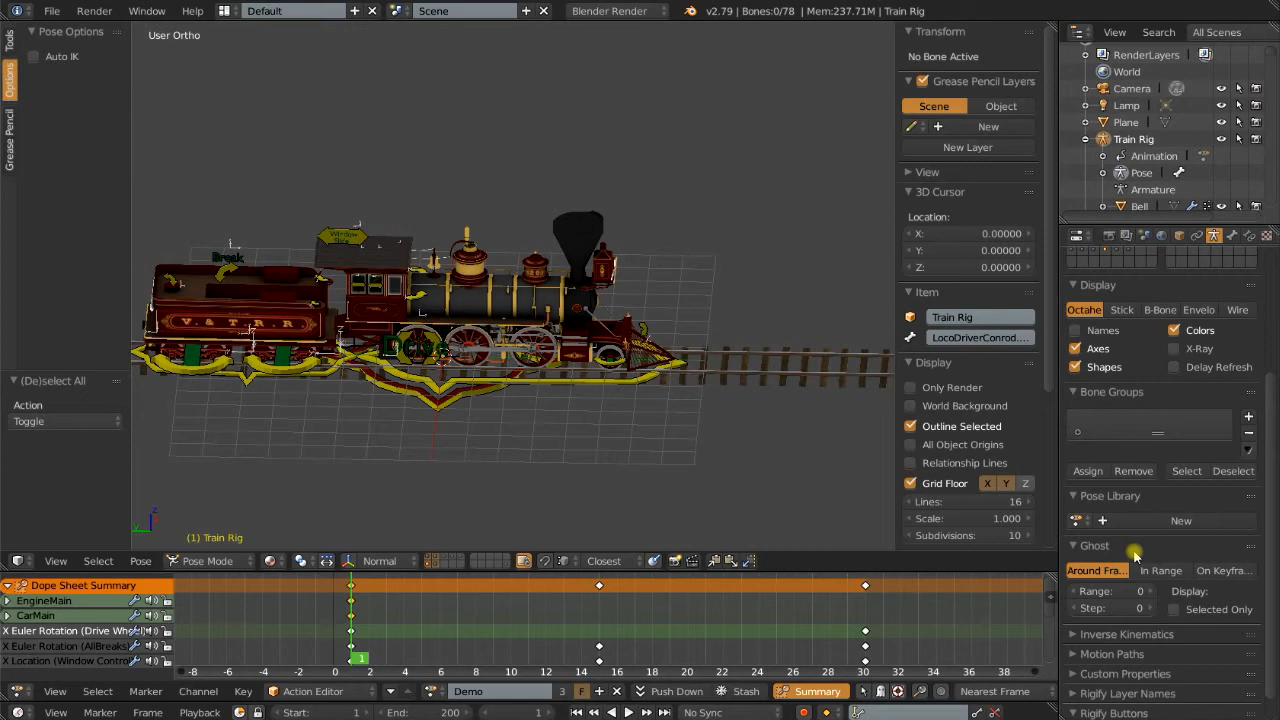 File Render Window Help Default Scene Blender Render v2.79 | Bones:0/78 | Mem:237.71M | Train Rig
Tools
Options
Grease Pencil
Pose Options
Auto IK
(De)select All
Action
Toggle
User Ortho
Window
Break
V. & T. R. R
Drive
(1) Train Rig
Transform
No Bone Active
Grease Pencil Layers
Scene Object
New
New Layer
View
3D Cursor
Location:
X: 0.00000
Y: 0.00000
Z: 0.00000
Item
Train Rig
LocoDriverConrod....
Display
Only Render
World Background
Outline Selected
All Object Origins
Relationship Lines
Grid Floor X Y Z
Lines: 16
Scale: 1.000
Subdivisions: 10
View Search All Scenes
RenderLayers
World
Camera
Lamp
Plane
Train Rig
Animation
Pose
Armature
Bell
Display
Octahe Stick B-Bone Envelo Wire
Names Colors
Axes X-Ray
Shapes Delay Refresh
Bone Groups
Assign Remove Select Deselect
Pose Library
New
Ghost
Around Fra... In Range On Keyfra...
Range: 0 Display:
Step: 0 Selected Only
Inverse Kinematics
Motion Paths
Custom Properties
Rigify Layer Names
Rigify Buttons
View Select Pose Pose Mode Normal Closest
Dope Sheet Summary
EngineMain
CarMain
X Euler Rotation (Drive Wheel
X Euler Rotation (AllBreaks)
X Location (Window Control
1
-8 -6 -4 -2 0 2 4 6 8 10 12 14 16 18 20 22 24 26 28 30 32 34 36 38
View Select Marker Channel Key Action Editor Demo 3 F Push Down Stash Summary Nearest Frame
View Marker Frame Playback Start: 1 End: 200 1 No Sync